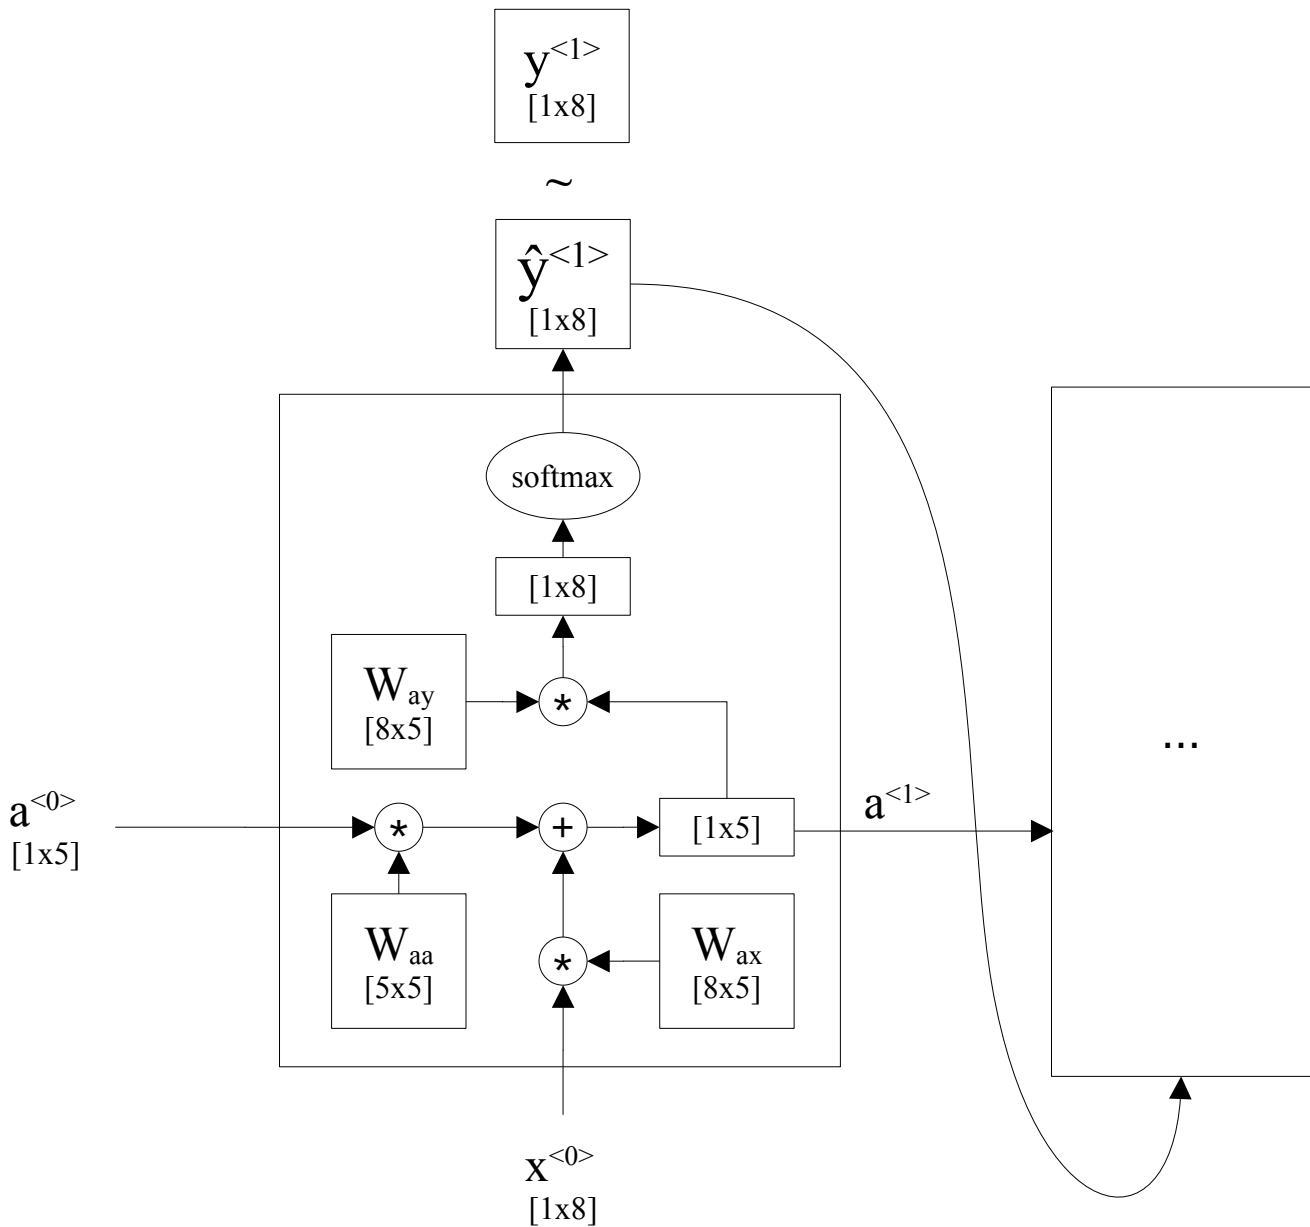 y<1>
[1x8]
~
ŷ<1>
[1x8]
softmax
[1x8]
Way
[8x5]
*
a<0>
[1x5]
*
+
[1x5]
a<1>
...
Waa
[5x5]
*
Wax
[8x5]
x<0>
[1x8]